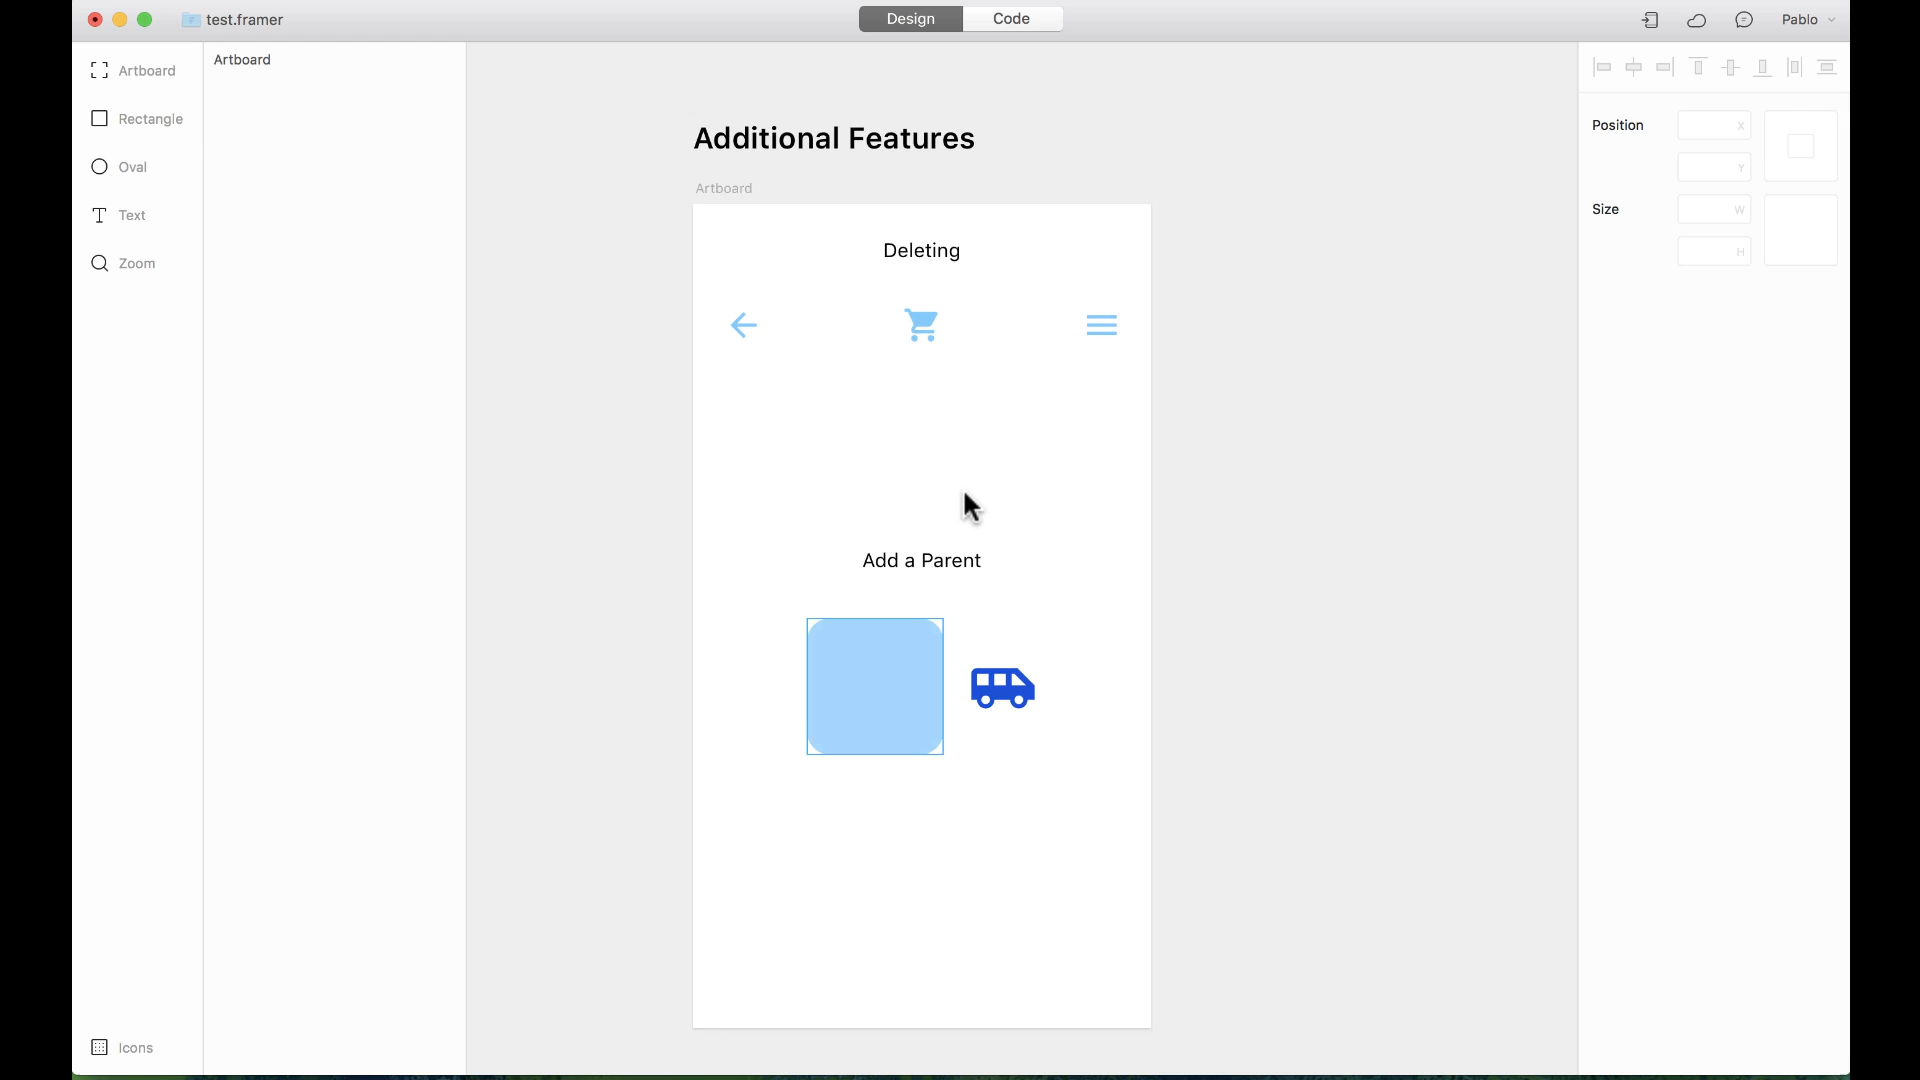 test.framer
Design
Code
Pablo
Artboard
Rectangle
Oval
Text
Zoom
Icons
Artboard
Additional Features
Artboard
Deleting
Add a Parent
Position
X
Y
Size
W
H